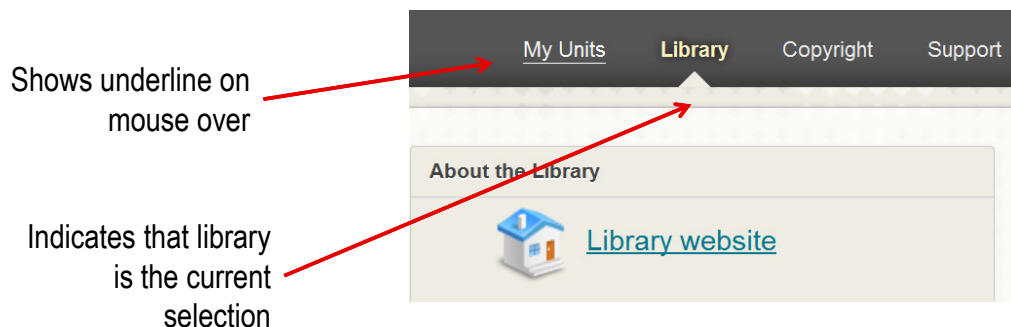 My Units Library Copyright Support
Shows underline on
mouse over
About the Library
Library website
Indicates that library
is the current
selection